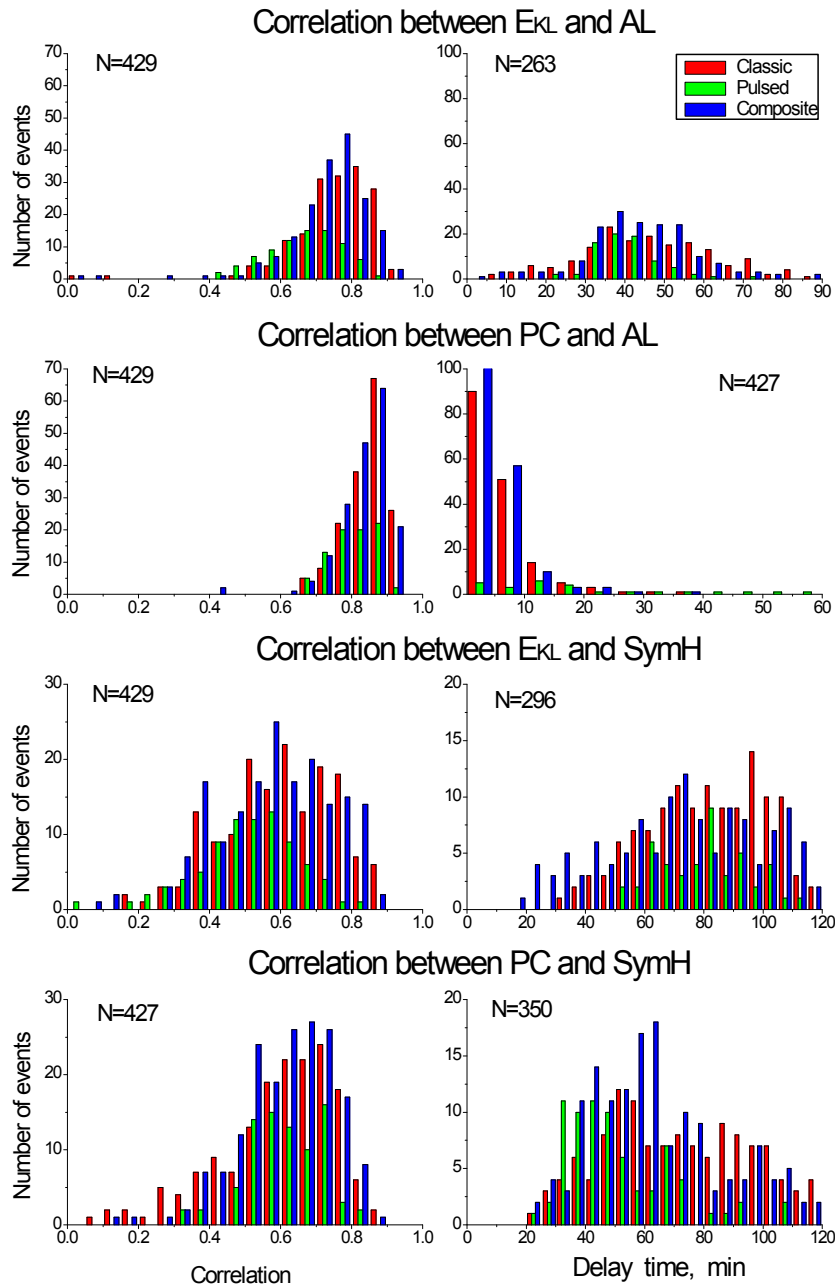 Correlation between EKL and AL
N=429
Number of events
70
60
50
40
30
20
10
0
0.0 0.2 0.4 0.6 0.8 1.0
N=263
Classic
Pulsed
Composite
100
80
60
40
20
0
0 10 20 30 40 50 60 70 80 90
Correlation between PC and AL
N=429
Number of events
70
60
50
40
30
20
10
0
0.0 0.2 0.4 0.6 0.8 1.0
N=427
100
80
60
40
20
0
10 20 30 40 50 60
Correlation between EKL and SymH
N=429
Number of events
30
20
10
0
0.0 0.2 0.4 0.6 0.8 1.0
N=296
20
15
10
5
0
0 20 40 60 80 100 120
Correlation between PC and SymH
N=427
Number of events
30
20
10
0
0.0 0.2 0.4 0.6 0.8 1.0
Correlation
N=350
20
15
10
5
0
0 20 40 60 80 100 120
Delay time, min